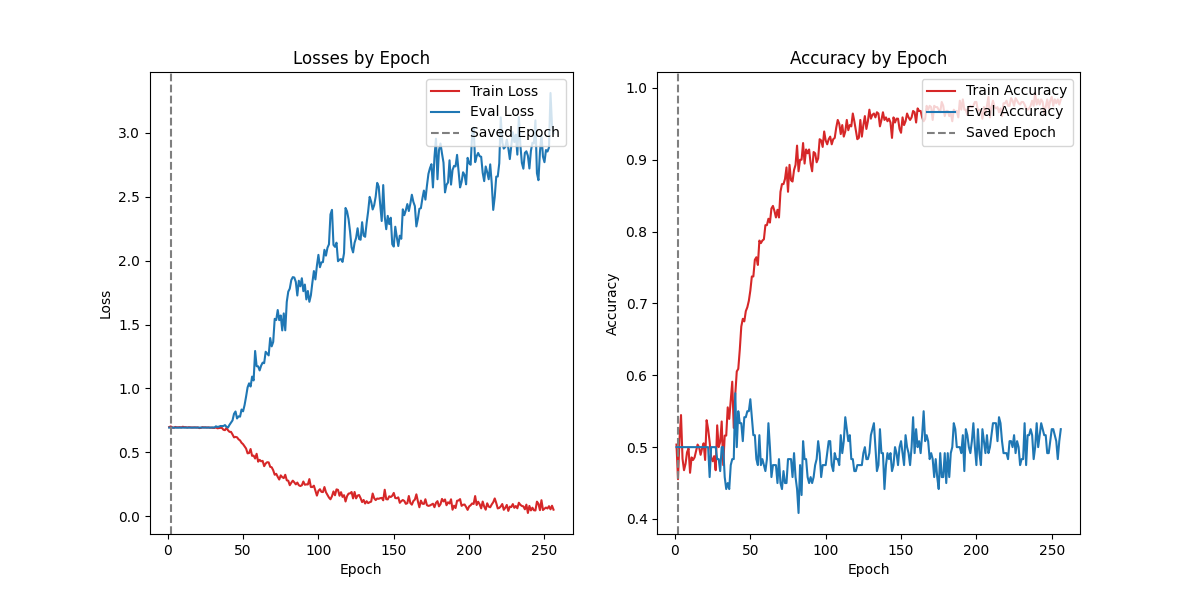 Losses by Epoch
Train Loss
Eval Loss
Saved Epoch
3.0
2.5
2.0
1.5
1.0
0.5
0.0
Loss
0 50 100 150 200 250
Epoch
Accuracy by Epoch
Train Accuracy
Eval Accuracy
Saved Epoch
1.0
0.9
0.8
0.7
0.6
0.5
0.4
Accuracy
0 50 100 150 200 250
Epoch